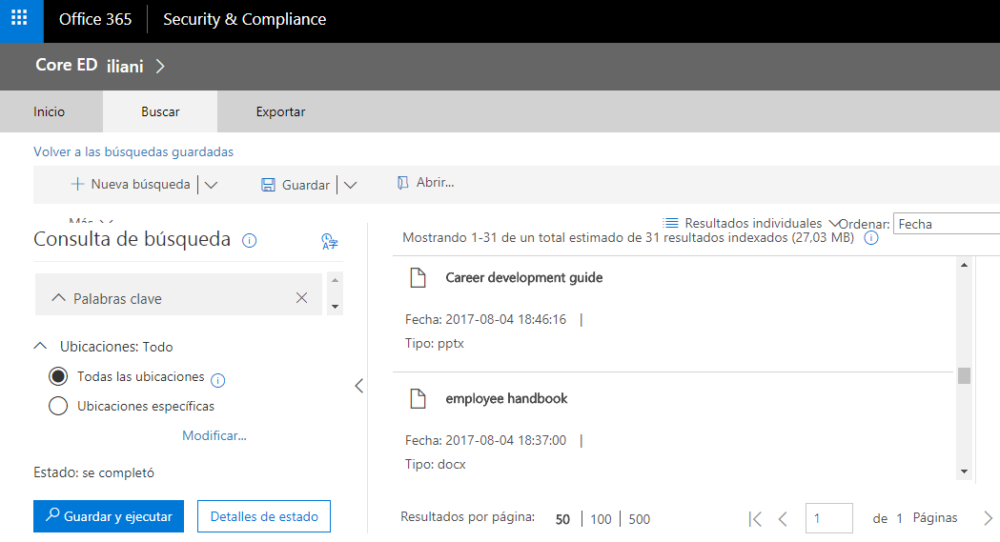 Office 365 Security & Compliance
Core ED iliani
Inicio Buscar Exportar
Volver a las búsquedas guardadas
Nueva búsqueda Guardar Abrir...
Más
Consulta de búsqueda
Palabras clave
Ubicaciones: Todo
Todas las ubicaciones
Ubicaciones específicas
Modificar...
Estado: se completó
Guardar y ejecutar Detalles de estado
Resultados individuales Ordenar: Fecha
Mostrando 1-31 de un total estimado de 31 resultados indexados (27,03 MB)
Career development guide
Fecha: 2017-08-04 18:46:16 |
Tipo: pptx
employee handbook
Fecha: 2017-08-04 18:37:00 |
Tipo: docx
Resultados por página: 50 | 100 | 500 1 de 1 Páginas